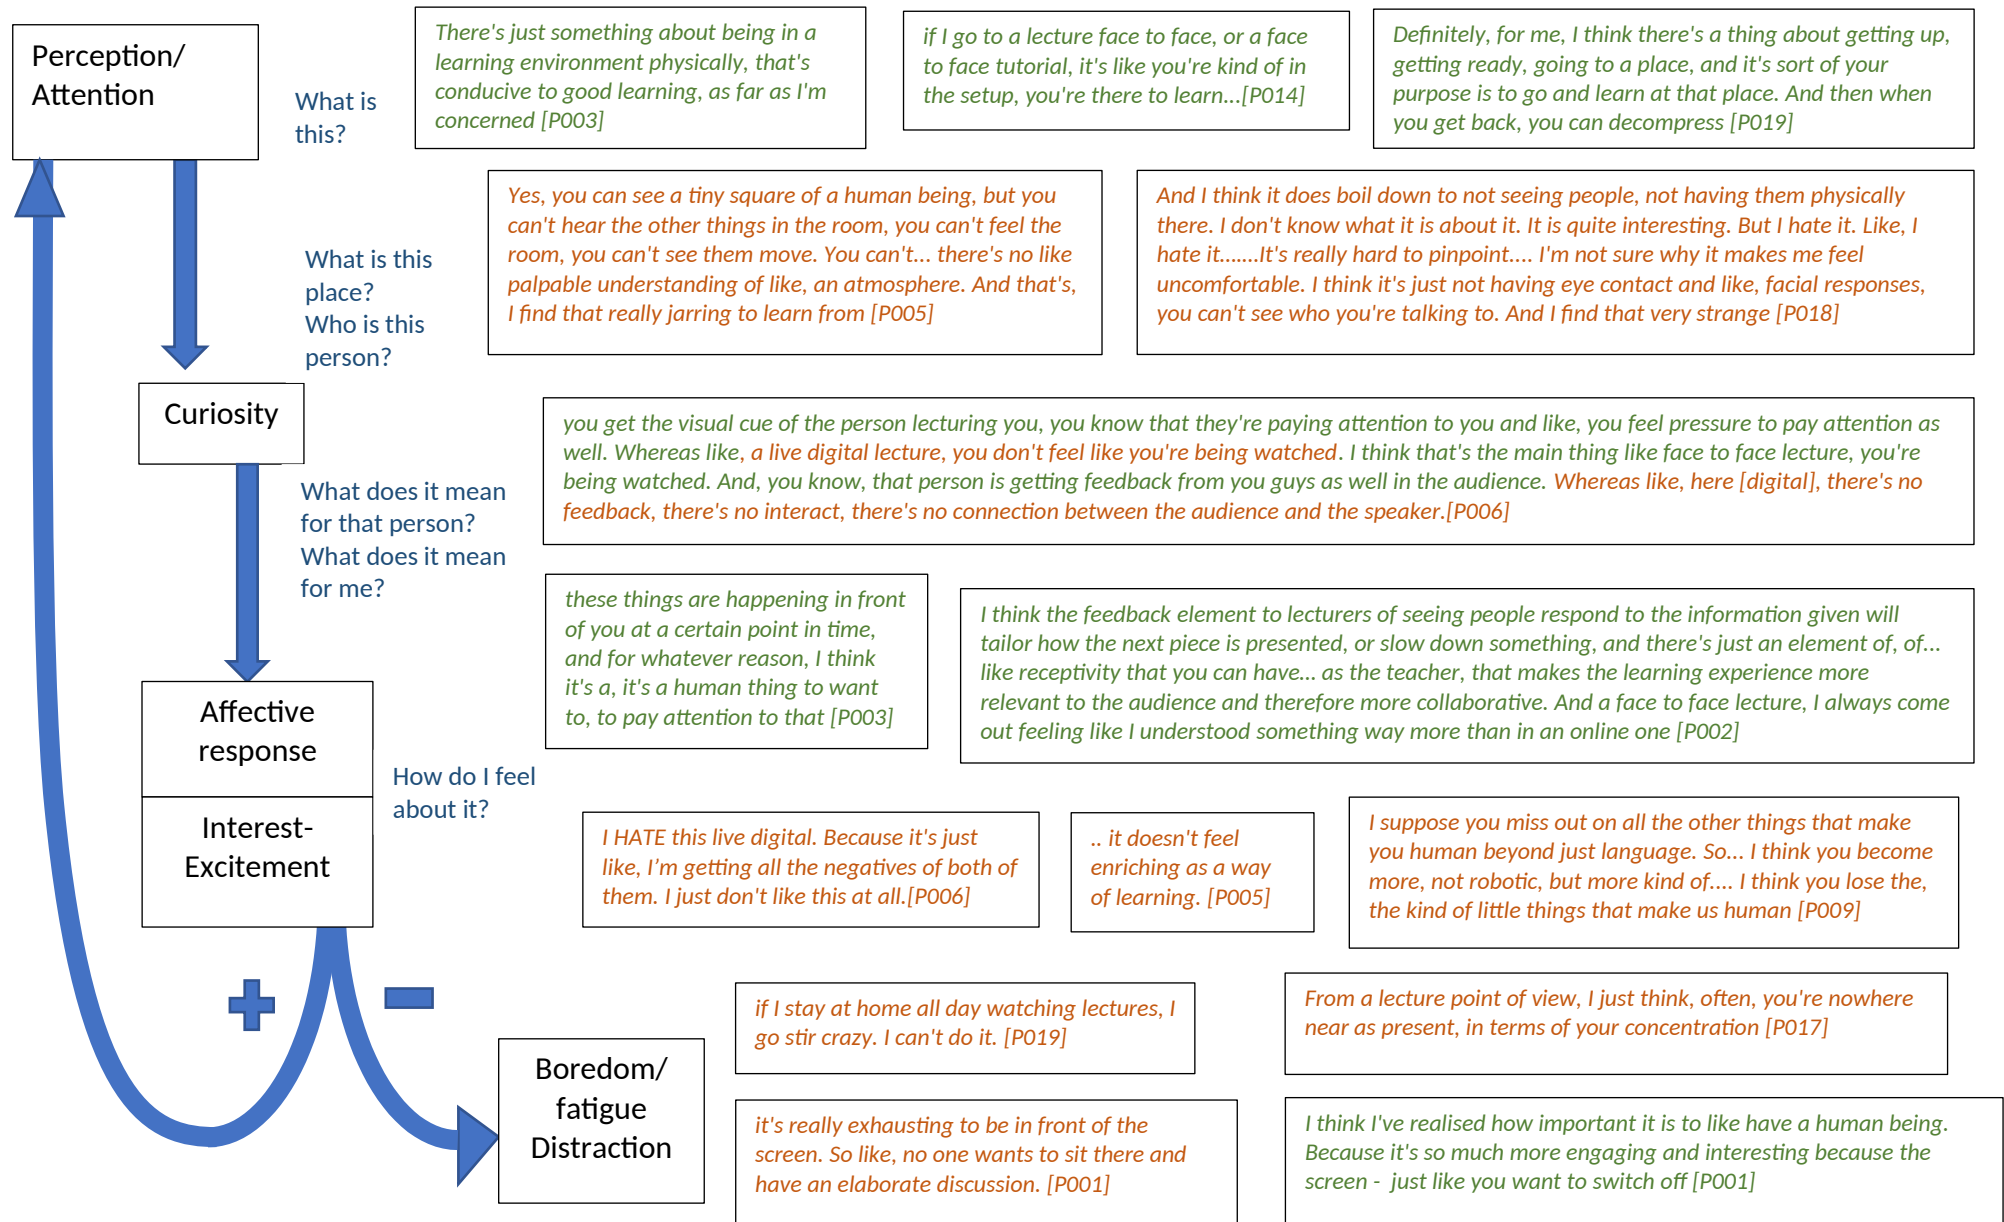 Perception/
Attention
What is
this?
There's just something about being in a
learning environment physically, that's
conducive to good learning, as far as I'm
concerned [P003]
if I go to a lecture face to face, or a face
to face tutorial, it's like you're kind of in
the setup, you're there to learn...[P014]
Definitely, for me, I think there's a thing about getting up,
getting ready, going to a place, and it's sort of your
purpose is to go and learn at that place. And then when
you get back, you can decompress [P019]
What is this
place?
Who is this
person?
Yes, you can see a tiny square of a human being, but you
can't hear the other things in the room, you can't feel the
room, you can't see them move. You can't... there's no like
palpable understanding of like, an atmosphere. And that's,
I find that really jarring to learn from [P005]
And I think it does boil down to not seeing people, not having them physically
there. I don't know what it is about it. It is quite interesting. But I hate it. Like, I
hate it.......It's really hard to pinpoint.... I'm not sure why it makes me feel
uncomfortable. I think it's just not having eye contact and like, facial responses,
you can't see who you're talking to. And I find that very strange [P018]
Curiosity
you get the visual cue of the person lecturing you, you know that they're paying attention to you and like, you feel pressure to pay attention as
well. Whereas like, a live digital lecture, you don't feel like you're being watched. I think that's the main thing like face to face lecture, you're
being watched. And, you know, that person is getting feedback from you guys as well in the audience. Whereas like, here [digital], there's no
feedback, there's no interact, there's no connection between the audience and the speaker.[P006]
What does it mean
for that person?
What does it mean
for me?
these things are happening in front
of you at a certain point in time,
and for whatever reason, I think
it's a, it's a human thing to want
to, to pay attention to that [P003]
I think the feedback element to lecturers of seeing people respond to the information given will
tailor how the next piece is presented, or slow down something, and there's just an element of, of...
like receptivity that you can have... as the teacher, that makes the learning experience more
relevant to the audience and therefore more collaborative. And a face to face lecture, I always come
out feeling like I understood something way more than in an online one [P002]
Affective
response
How do I feel
about it?
Interest-
Excitement
I HATE this live digital. Because it's just
like, I’m getting all the negatives of both of
them. I just don't like this at all.[P006]
.. it doesn't feel
enriching as a way
of learning. [P005]
I suppose you miss out on all the other things that make
you human beyond just language. So... I think you become
more, not robotic, but more kind of.... I think you lose the,
the kind of little things that make us human [P009]
if I stay at home all day watching lectures, I
go stir crazy. I can't do it. [P019]
From a lecture point of view, I just think, often, you're nowhere
near as present, in terms of your concentration [P017]
Boredom/
fatigue
Distraction
it's really exhausting to be in front of the
screen. So like, no one wants to sit there and
have an elaborate discussion. [P001]
I think I've realised how important it is to like have a human being.
Because it's so much more engaging and interesting because the
screen -  just like you want to switch off [P001]